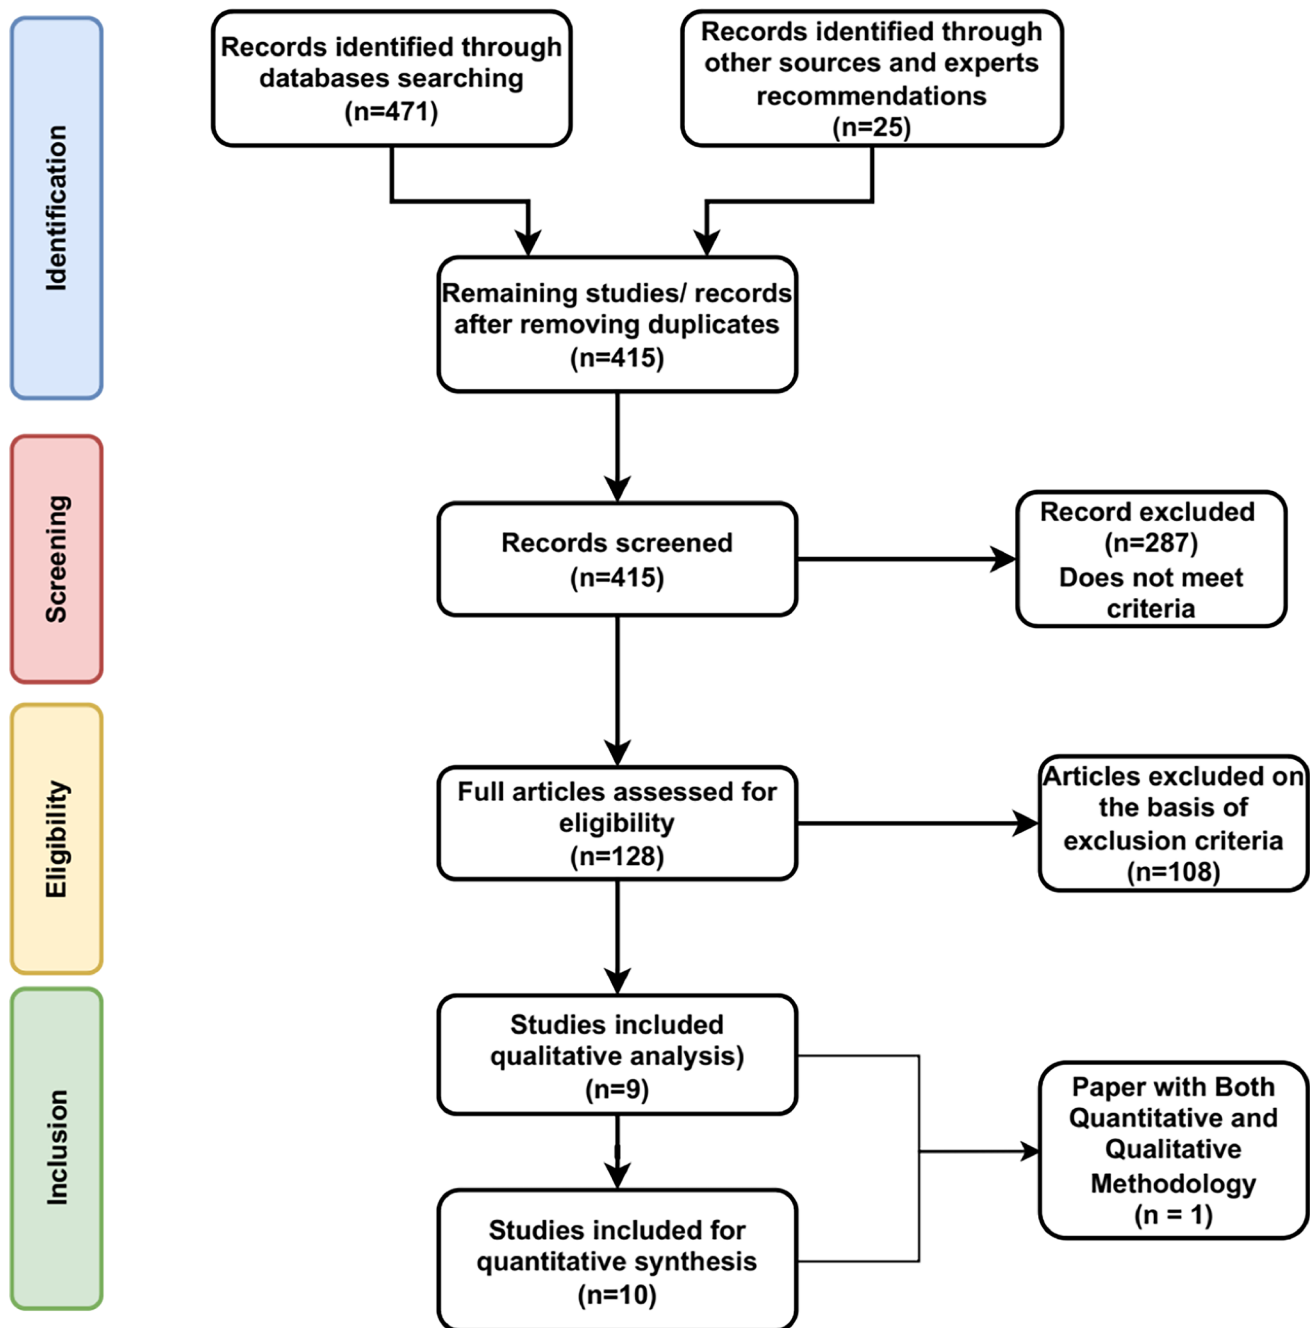 Identification
Records identified through
databases searching
(n=471)
Records identified through
other sources and experts
recommendations
(n=25)
Remaining studies/ records
after removing duplicates
(n=415)
Screening
Records screened
(n=415)
Record excluded
(n=287)
Does not meet
criteria
Eligibility
Full articles assessed for
eligibility
(n=128)
Articles excluded on
the basis of
exclusion criteria
(n=108)
Inclusion
Studies included
qualitative analysis)
(n=9)
Paper with Both
Quantitative and
Qualitative
Methodology
(n = 1)
Studies included for
quantitative synthesis
(n=10)